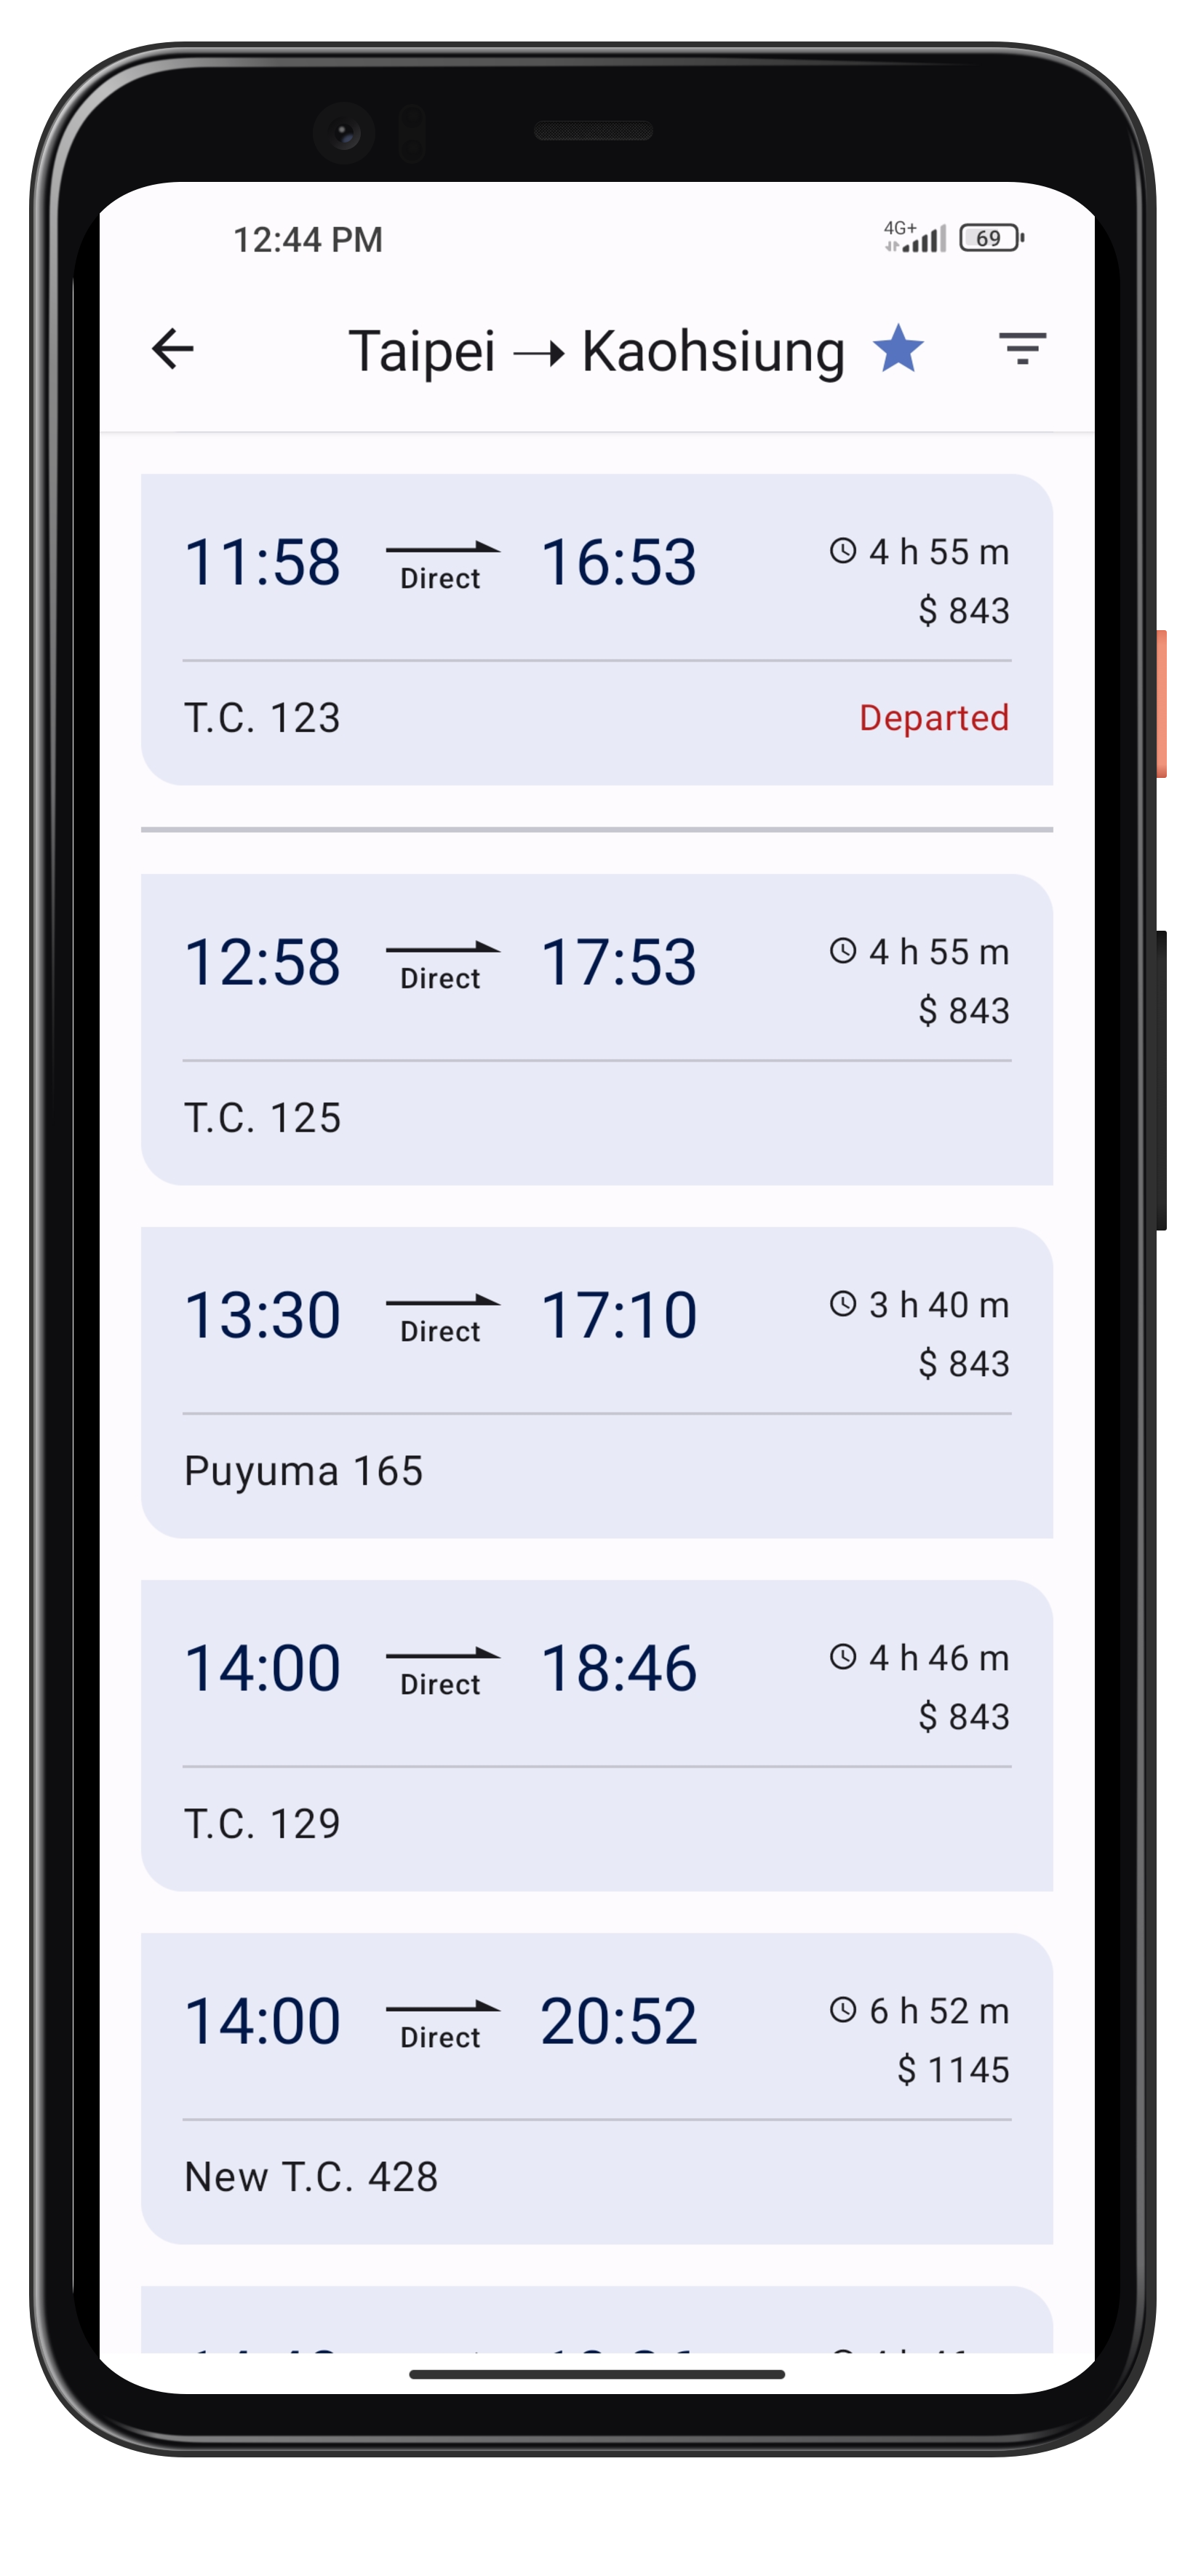 12:44 PM 4G+ 69
Taipei → Kaohsiung
11:58 Direct 16:53 4 h 55 m
$ 843
T.C. 123 Departed
12:58 Direct 17:53 4 h 55 m
$ 843
T.C. 125
13:30 Direct 17:10 3 h 40 m
$ 843
Puyuma 165
14:00 Direct 18:46 4 h 46 m
$ 843
T.C. 129
14:00 Direct 20:52 6 h 52 m
$ 1145
New T.C. 428